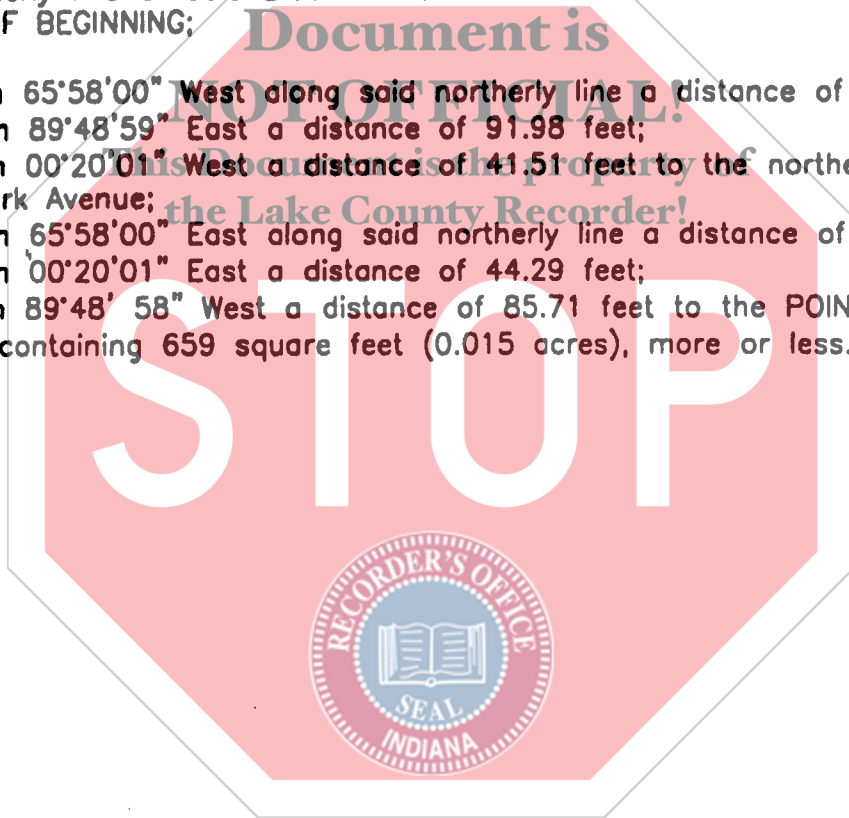 F BEGINNING;
Document is
65°58'00" West along said northerly line a distance of
NOT OFFICIAL!
89°48'59" East a distance of 91.98 feet;
00°20'01" West a distance of 41.51 feet to the northe
This Document is the property of
rk Avenue;
the Lake County Recorder!
65°58'00" East along said northerly line a distance of
00°20'01" East a distance of 44.29 feet;
89°48' 58" West a distance of 85.71 feet to the POIN
containing 659 square feet (0.015 acres), more or less.
STOP
RECORDER'S OFFICE
SEAL
INDIANA